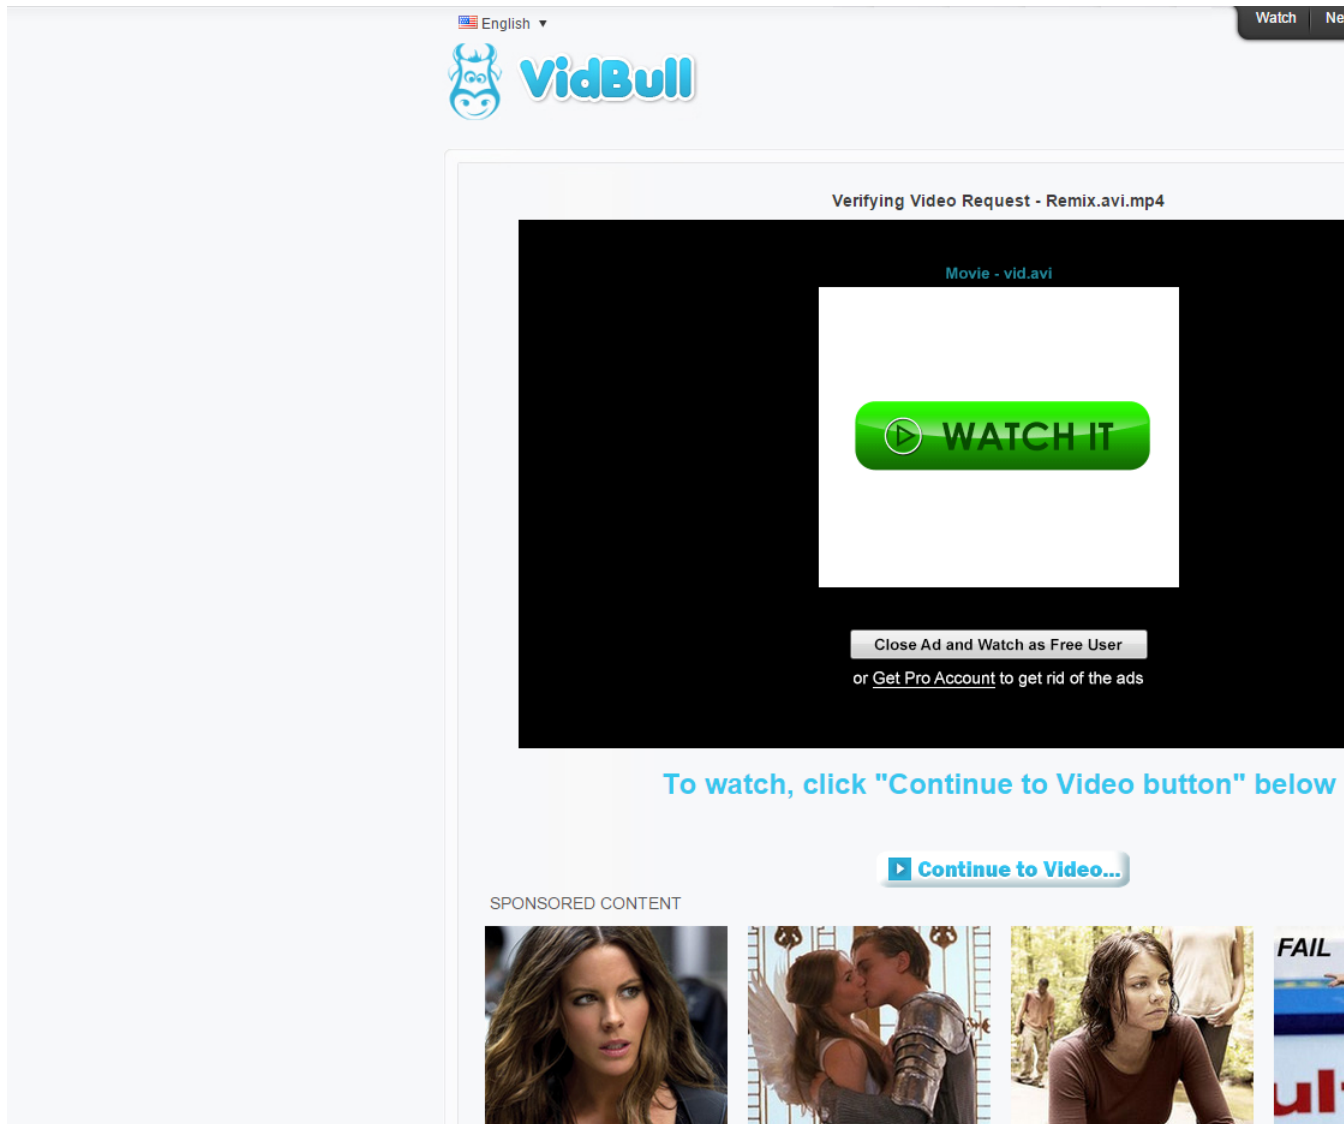 English ▼
Watch
VidBull
Verifying Video Request - Remix.avi.mp4
Movie - vid.avi
WATCH IT
Close Ad and Watch as Free User
or Get Pro Account to get rid of the ads
To watch, click "Continue to Video button" below
Continue to Video...
SPONSORED CONTENT
FAIL